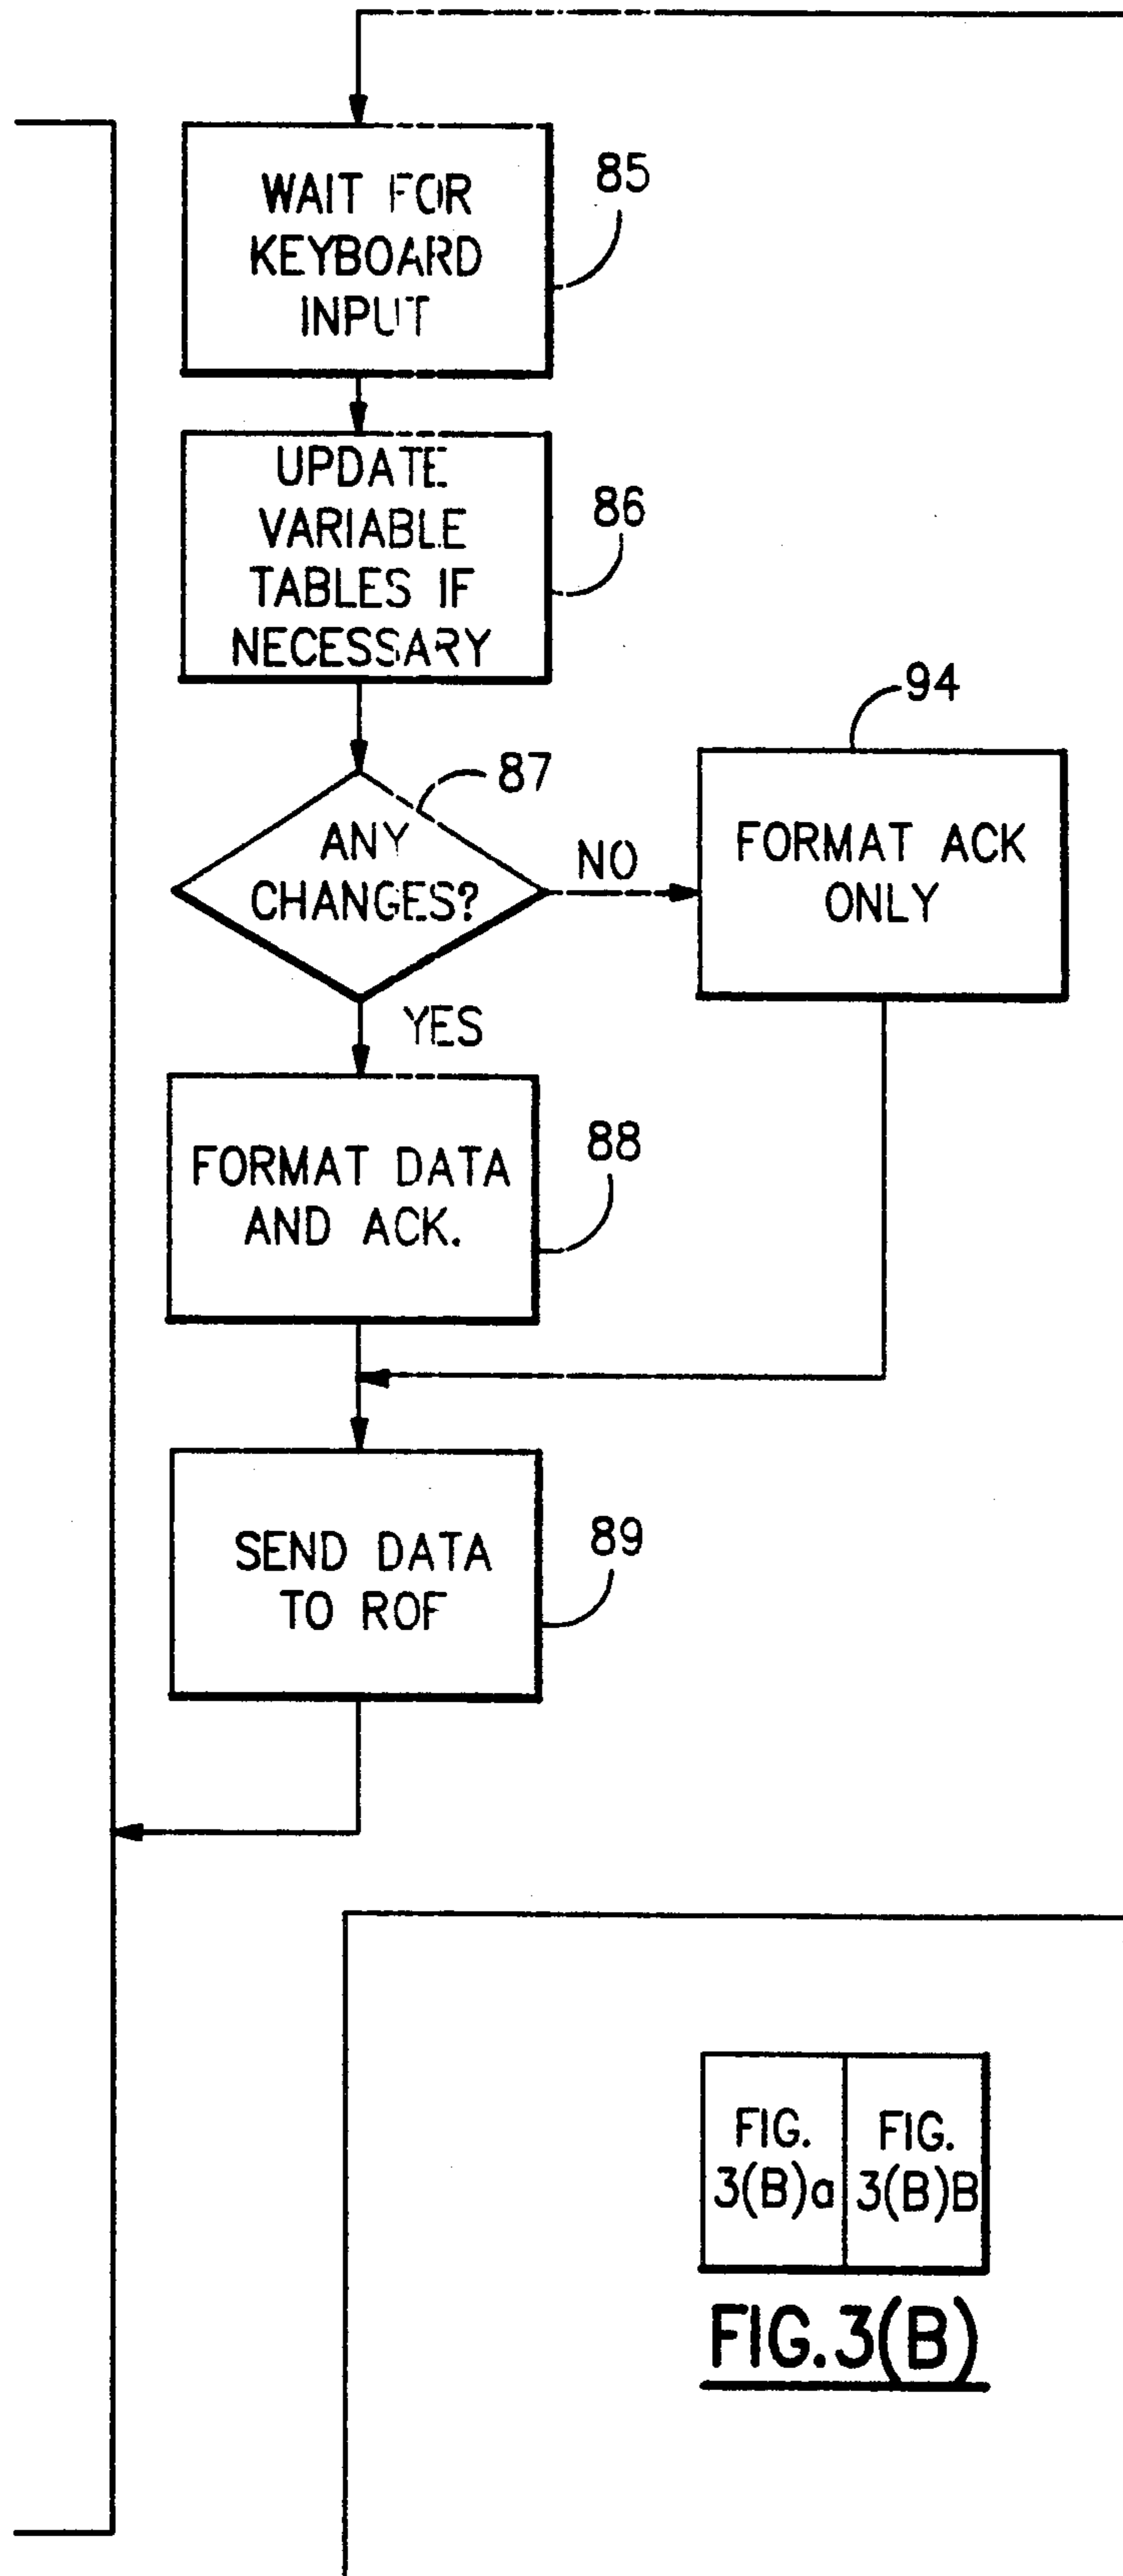 WAIT FOR
KEYBOARD
INPUT
85
UPDATE
VARIABLE
TABLES IF
NECESSARY
86
ANY
CHANGES?
87
NO
94
FORMAT ACK
ONLY
YES
FORMAT DATA
AND ACK.
88
SEND DATA
TO ROF
89
FIG.
3(B)a
FIG.
3(B)B
FIG.3(B)